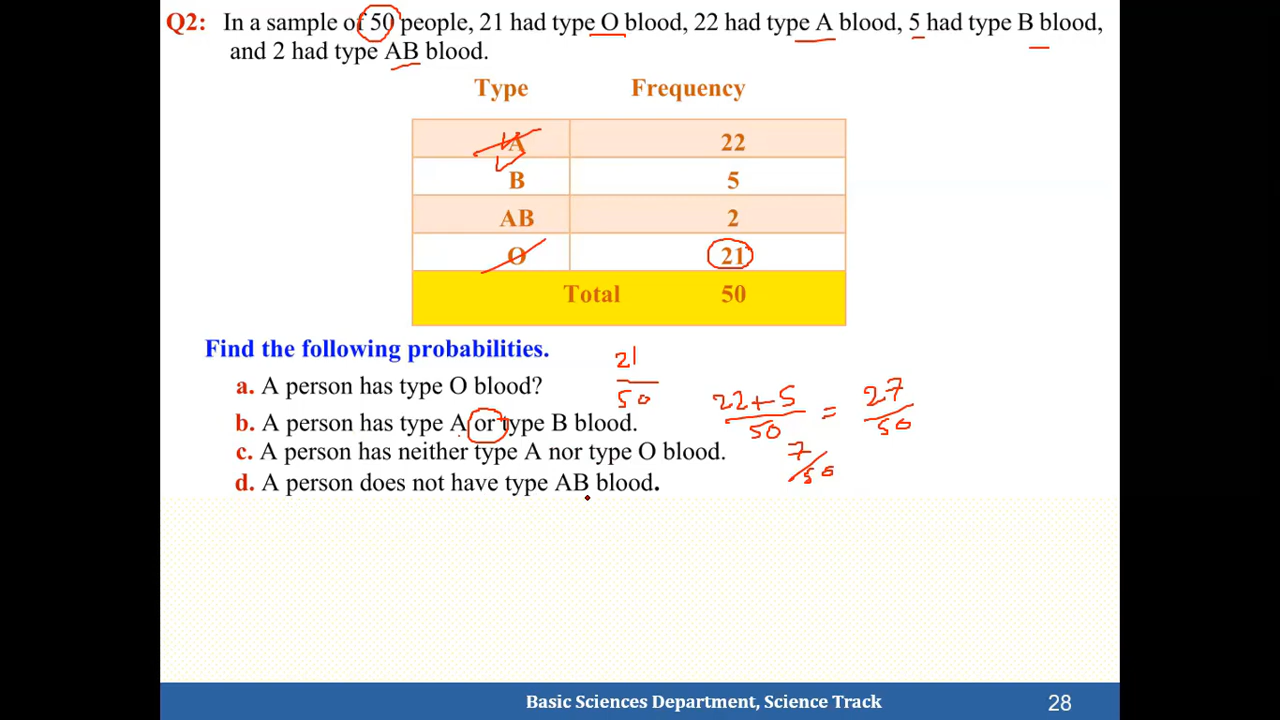 Q2: In a sample of 50 people, 21 had type O blood, 22 had type A blood, 5 had type B blood,
and 2 had type AB blood.
Type Frequency
A 22
B 5
AB 2
O 21
Total 50
Find the following probabilities.
a. A person has type O blood?
21
50
b. A person has type A or type B blood.
22+5
50
=
27
50
c. A person has neither type A nor type O blood.
7/50
d. A person does not have type AB blood.
Basic Sciences Department, Science Track
28